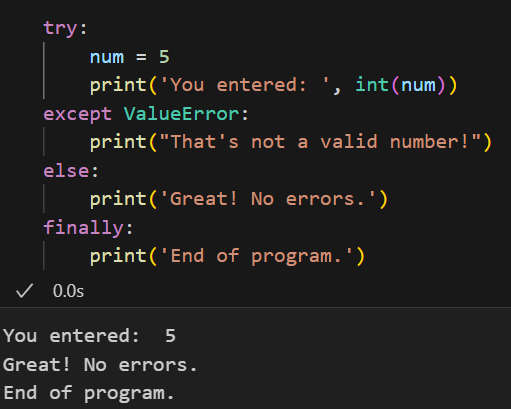 try:
    num = 5
    print('You entered: ', int(num))
except ValueError:
    print("That's not a valid number!")
else:
    print('Great! No errors.')
finally:
    print('End of program.')
0.0s
You entered:  5
Great! No errors.
End of program.